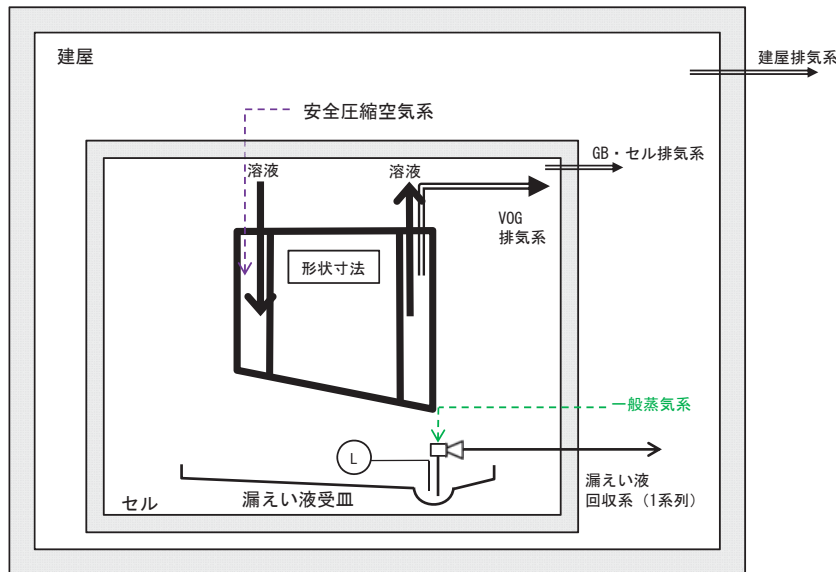 建屋
建屋排気系
安全圧縮空気系
GB・セル排気系
溶液
溶液
VOG
排気系
形状寸法
一般蒸気系
L
漏えい液
回収系（1系列）
漏えい液受皿
セル